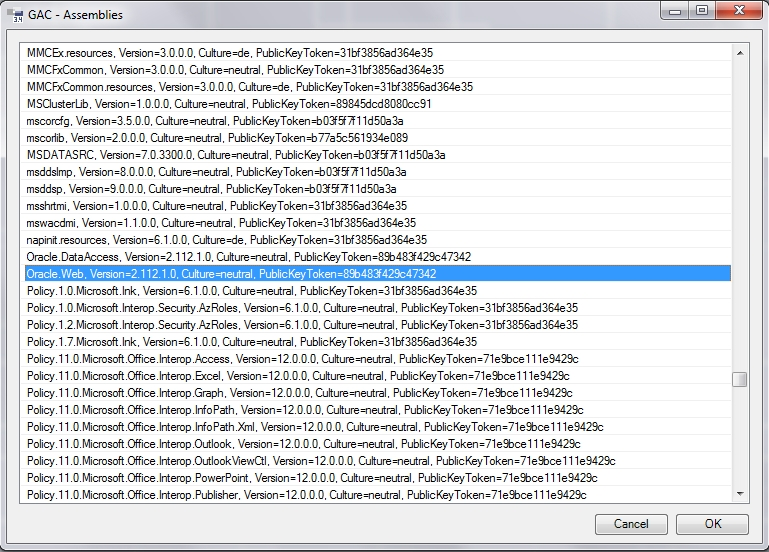 GAC - Assemblies
3.4
MMCEx.resources, Version=3.0.0.0, Culture=de, PublicKeyToken=31bf3856ad364e35
MMCFxCommon, Version=3.0.0.0, Culture=neutral, PublicKeyToken=31bf3856ad364e35
MMCFxCommon.resources, Version=3.0.0.0, Culture=de, PublicKeyToken=31bf3856ad364e35
MSClusterLib, Version=1.0.0.0, Culture=neutral, PublicKeyToken=89845dcd8080cc91
mscorcfg, Version=3.5.0.0, Culture=neutral, PublicKeyToken=b03f5f7f11d50a3a
mscorlib, Version=2.0.0.0, Culture=neutral, PublicKeyToken=b77a5c561934e089
MSDATASRC, Version=7.0.3300.0, Culture=neutral, PublicKeyToken=b03f5f7f11d50a3a
msddslmp, Version=8.0.0.0, Culture=neutral, PublicKeyToken=b03f5f7f11d50a3a
msddsp, Version=9.0.0.0, Culture=neutral, PublicKeyToken=b03f5f7f11d50a3a
msshrtmi, Version=1.0.0.0, Culture=neutral, PublicKeyToken=31bf3856ad364e35
mswacdmi, Version=1.1.0.0, Culture=neutral, PublicKeyToken=31bf3856ad364e35
napinit.resources, Version=6.1.0.0, Culture=de, PublicKeyToken=31bf3856ad364e35
Oracle.DataAccess, Version=2.112.1.0, Culture=neutral, PublicKeyToken=89b483f429c47342
Oracle.Web, Version=2.112.1.0, Culture=neutral, PublicKeyToken=89b483f429c47342
Policy.1.0.Microsoft.Ink, Version=6.1.0.0, Culture=neutral, PublicKeyToken=31bf3856ad364e35
Policy.1.0.Microsoft.Interop.Security.AzRoles, Version=6.1.0.0, Culture=neutral, PublicKeyToken=31bf3856ad364e35
Policy.1.2.Microsoft.Interop.Security.AzRoles, Version=6.1.0.0, Culture=neutral, PublicKeyToken=31bf3856ad364e35
Policy.1.7.Microsoft.Ink, Version=6.1.0.0, Culture=neutral, PublicKeyToken=31bf3856ad364e35
Policy.11.0.Microsoft.Office.Interop.Access, Version=12.0.0.0, Culture=neutral, PublicKeyToken=71e9bce111e9429c
Policy.11.0.Microsoft.Office.Interop.Excel, Version=12.0.0.0, Culture=neutral, PublicKeyToken=71e9bce111e9429c
Policy.11.0.Microsoft.Office.Interop.Graph, Version=12.0.0.0, Culture=neutral, PublicKeyToken=71e9bce111e9429c
Policy.11.0.Microsoft.Office.Interop.InfoPath, Version=12.0.0.0, Culture=neutral, PublicKeyToken=71e9bce111e9429c
Policy.11.0.Microsoft.Office.Interop.InfoPath.Xml, Version=12.0.0.0, Culture=neutral, PublicKeyToken=71e9bce111e9429c
Policy.11.0.Microsoft.Office.Interop.Outlook, Version=12.0.0.0, Culture=neutral, PublicKeyToken=71e9bce111e9429c
Policy.11.0.Microsoft.Office.Interop.OutlookViewCtl, Version=12.0.0.0, Culture=neutral, PublicKeyToken=71e9bce111e9429c
Policy.11.0.Microsoft.Office.Interop.PowerPoint, Version=12.0.0.0, Culture=neutral, PublicKeyToken=71e9bce111e9429c
Policy.11.0.Microsoft.Office.Interop.Publisher, Version=12.0.0.0, Culture=neutral, PublicKeyToken=71e9bce111e9429c
Cancel
OK